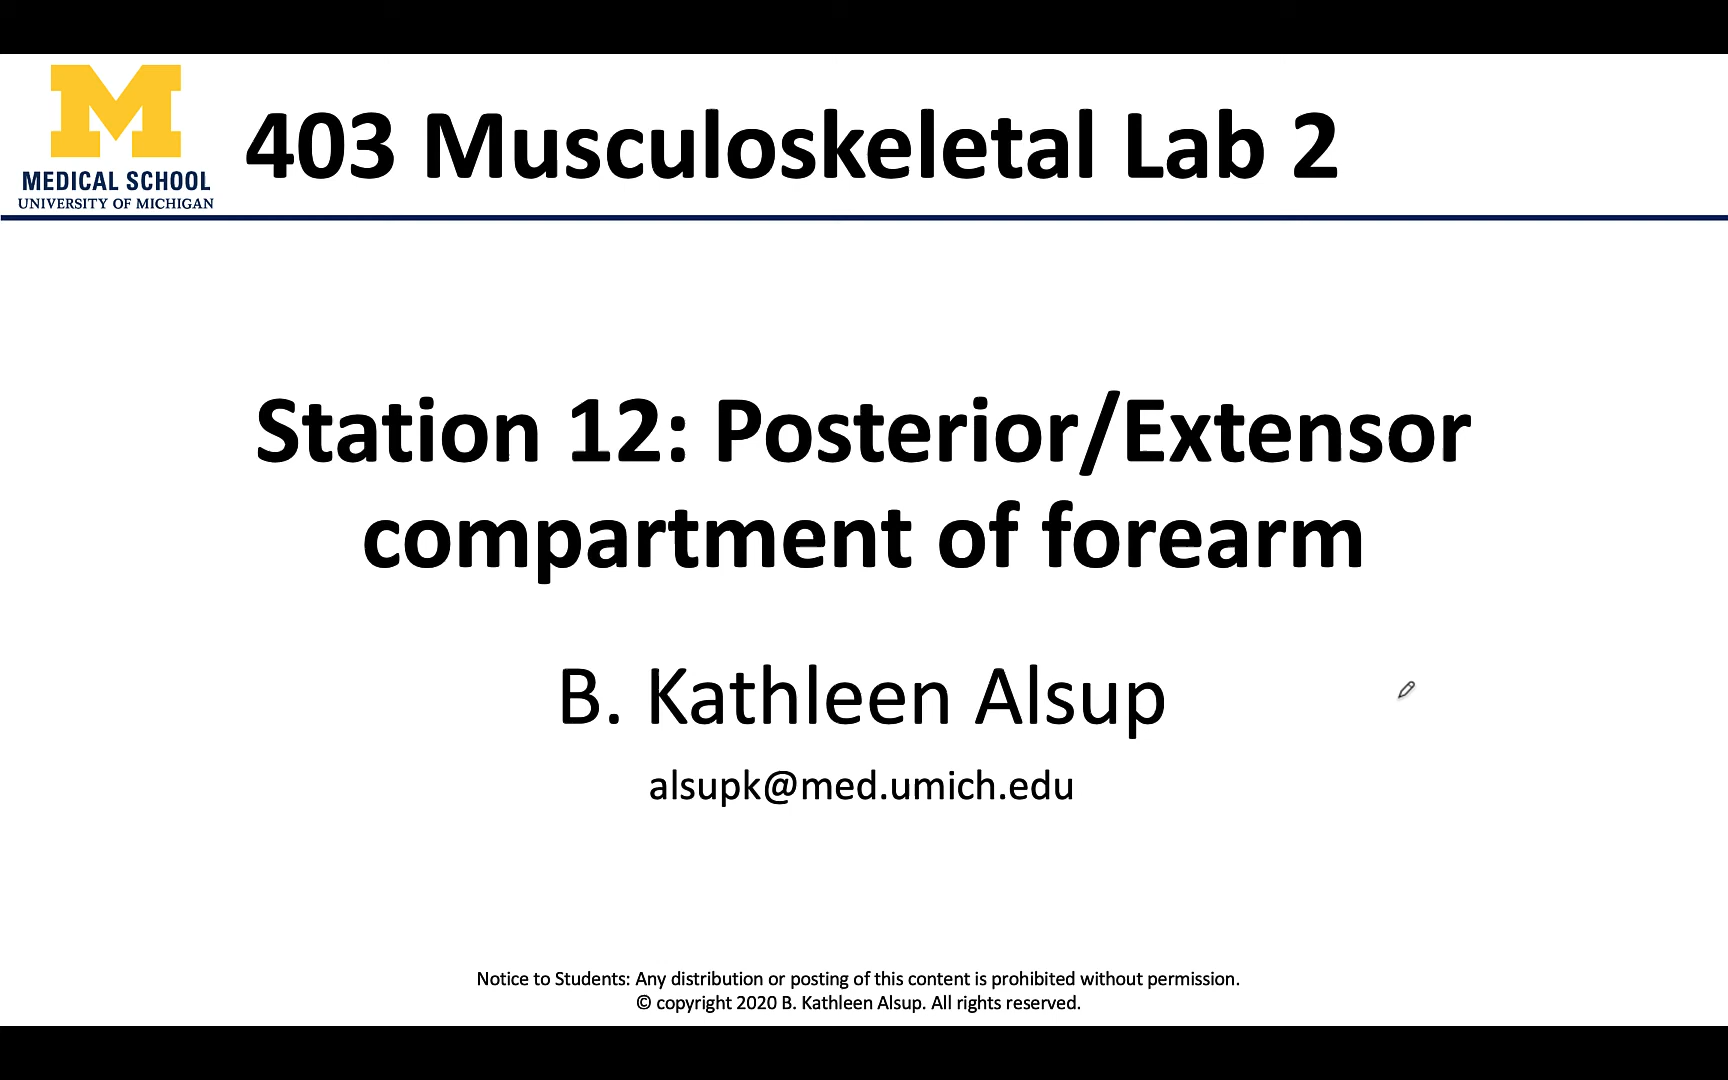 M
MEDICAL SCHOOL
UNIVERSITY OF MICHIGAN
403 Musculoskeletal Lab 2
Station 12: Posterior/Extensor
compartment of forearm
B. Kathleen Alsup
alsupk@med.umich.edu
Notice to Students: Any distribution or posting of this content is prohibited without permission.
© copyright 2020 B. Kathleen Alsup. All rights reserved.